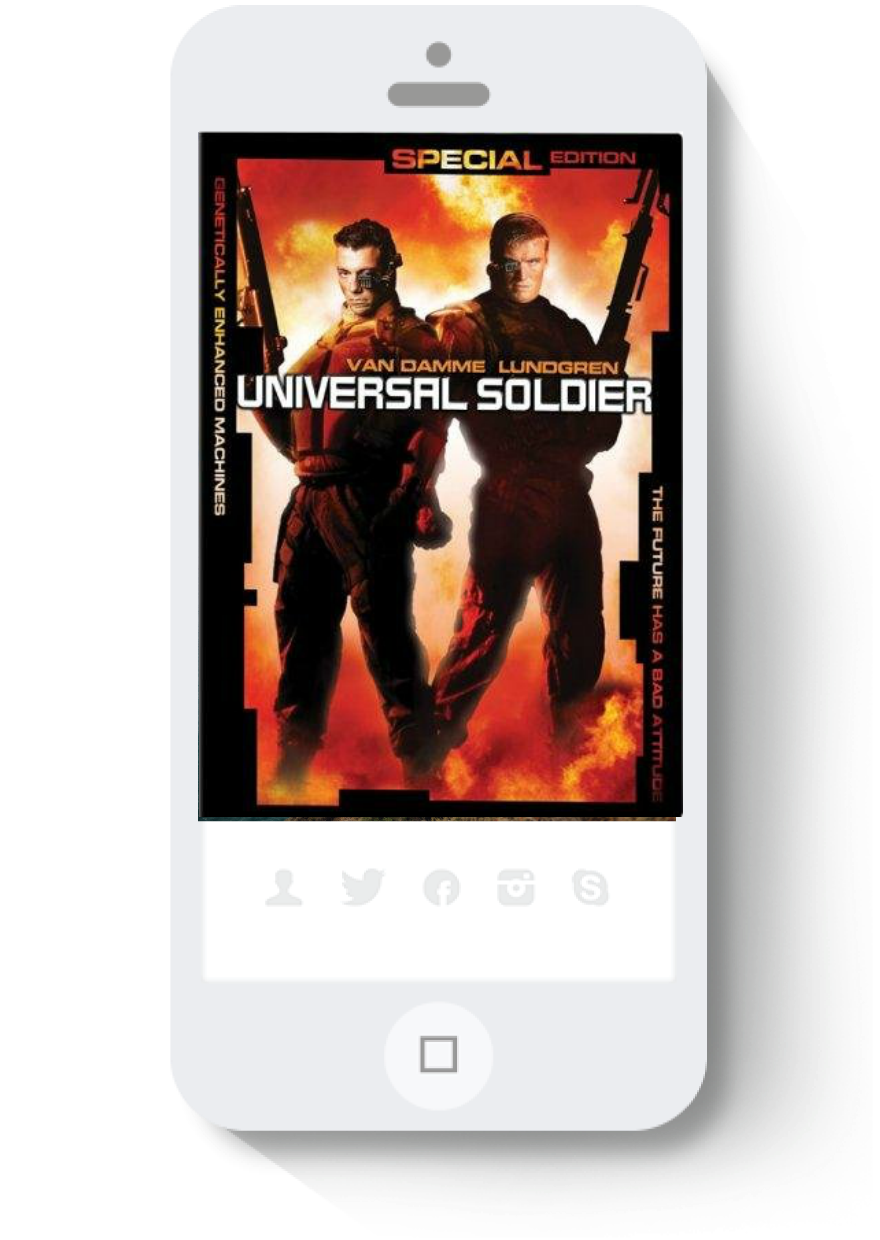 SPECIAL EDITION
GENETICALLY ENHANCED MACHINES
VAN DAMME LUNDGREN
UNIVERSAL SOLDIER
THE FUTURE HAS A BAD ATTITUDE